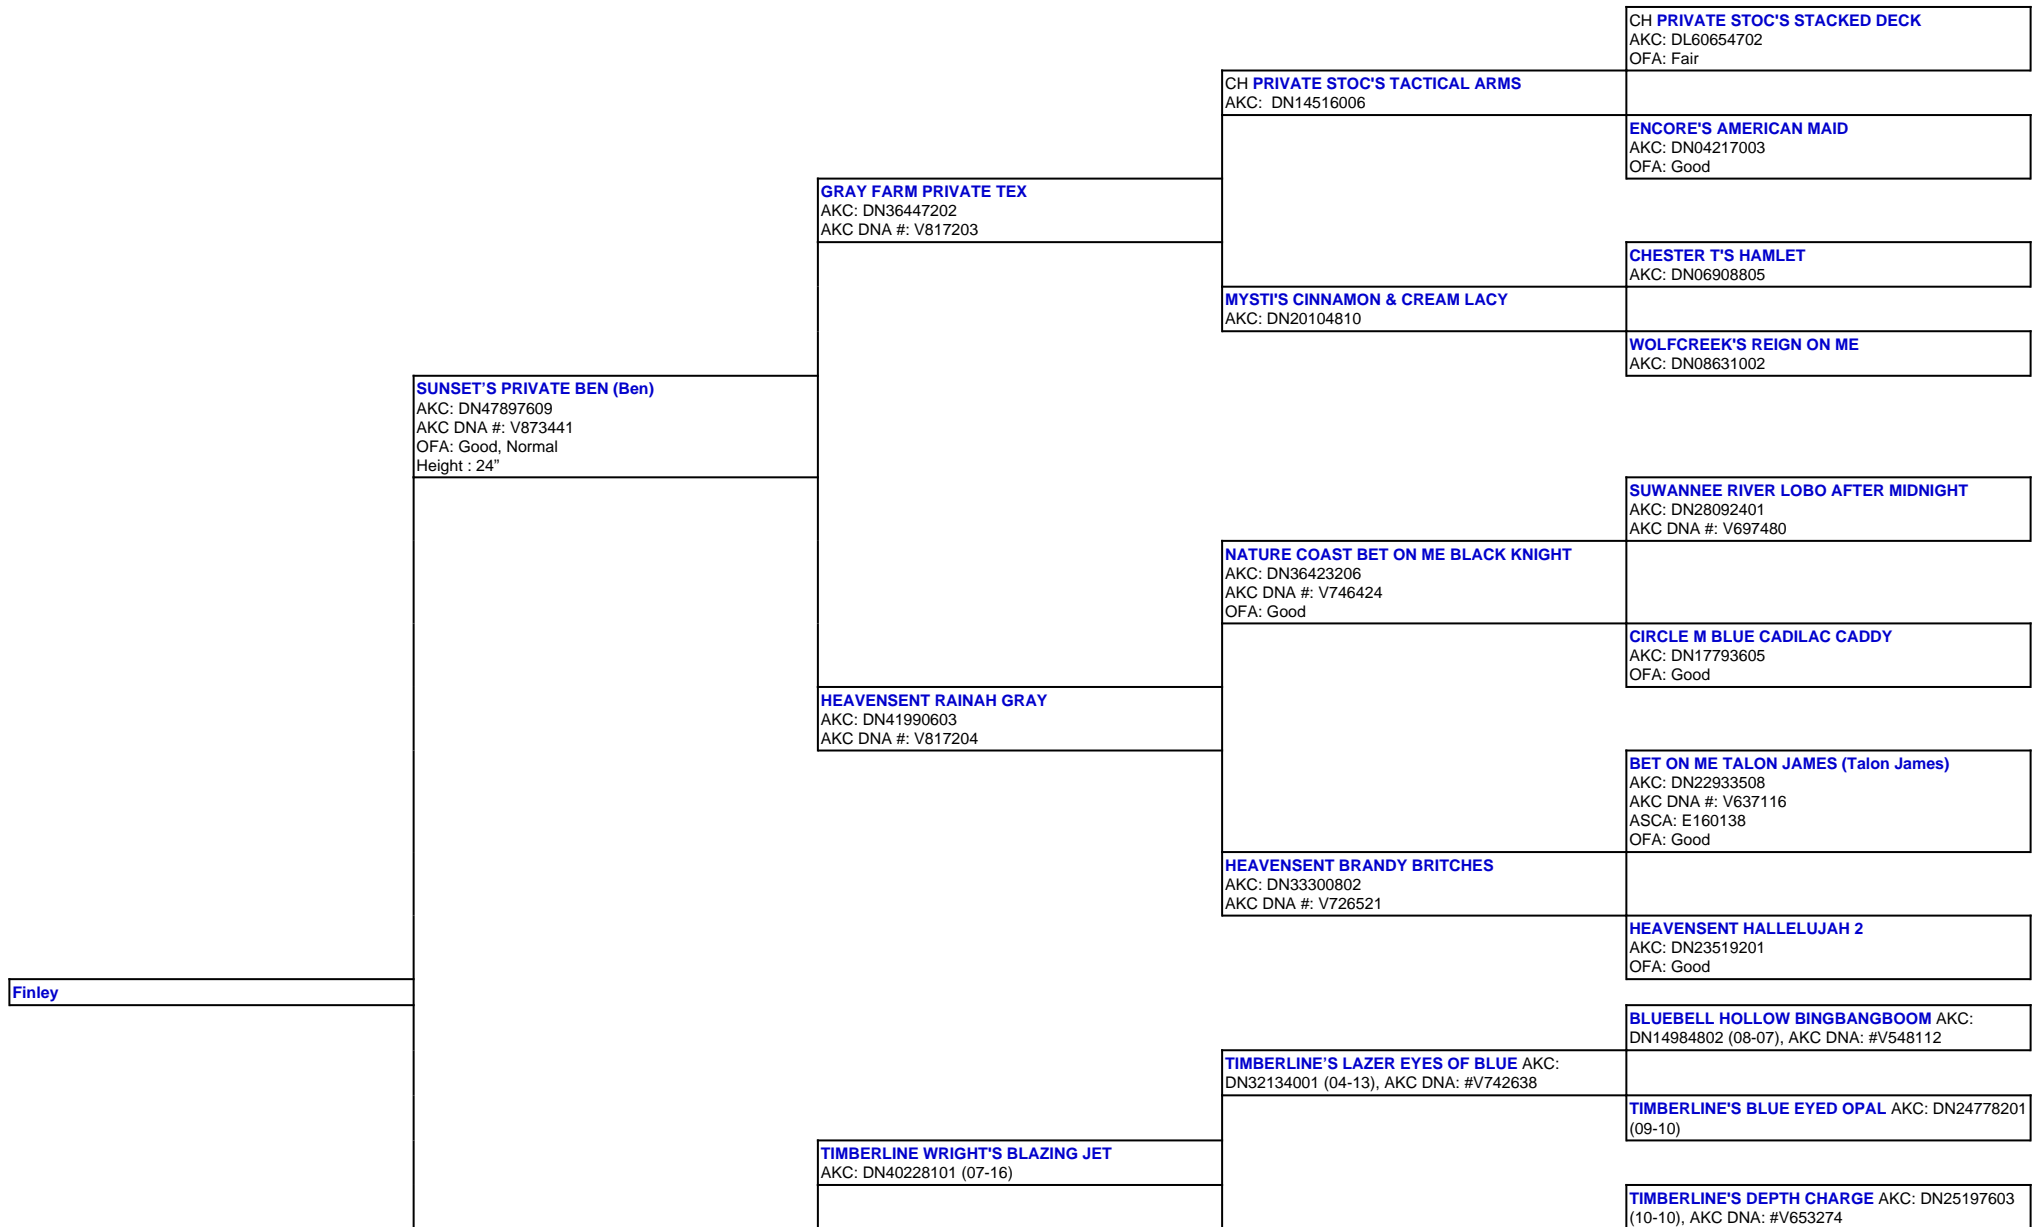 CH PRIVATE STOC'S STACKED DECK
AKC: DL60654702
OFA: Fair
CH PRIVATE STOC'S TACTICAL ARMS
AKC:  DN14516006
ENCORE'S AMERICAN MAID
AKC: DN04217003
OFA: Good
GRAY FARM PRIVATE TEX
AKC: DN36447202
AKC DNA #: V817203
CHESTER T'S HAMLET
AKC: DN06908805
MYSTI'S CINNAMON & CREAM LACY
AKC: DN20104810
WOLFCREEK'S REIGN ON ME
AKC: DN08631002
SUNSET’S PRIVATE BEN (Ben)
AKC: DN47897609
AKC DNA #: V873441
OFA: Good, Normal
Height : 24”
SUWANNEE RIVER LOBO AFTER MIDNIGHT
AKC: DN28092401
AKC DNA #: V697480
NATURE COAST BET ON ME BLACK KNIGHT
AKC: DN36423206
AKC DNA #: V746424
OFA: Good
CIRCLE M BLUE CADILAC CADDY
AKC: DN17793605
OFA: Good
HEAVENSENT RAINAH GRAY
AKC: DN41990603
AKC DNA #: V817204
BET ON ME TALON JAMES (Talon James)
AKC: DN22933508
AKC DNA #: V637116
ASCA: E160138
OFA: Good
HEAVENSENT BRANDY BRITCHES
AKC: DN33300802
AKC DNA #: V726521
HEAVENSENT HALLELUJAH 2
AKC: DN23519201
OFA: Good
Finley
BLUEBELL HOLLOW BINGBANGBOOM AKC:
DN14984802 (08-07), AKC DNA: #V548112
TIMBERLINE’S LAZER EYES OF BLUE AKC:
DN32134001 (04-13), AKC DNA: #V742638
TIMBERLINE'S BLUE EYED OPAL AKC: DN24778201
(09-10)
TIMBERLINE WRIGHT'S BLAZING JET
AKC: DN40228101 (07-16)
TIMBERLINE'S DEPTH CHARGE AKC: DN25197603
(10-10), AKC DNA: #V653274